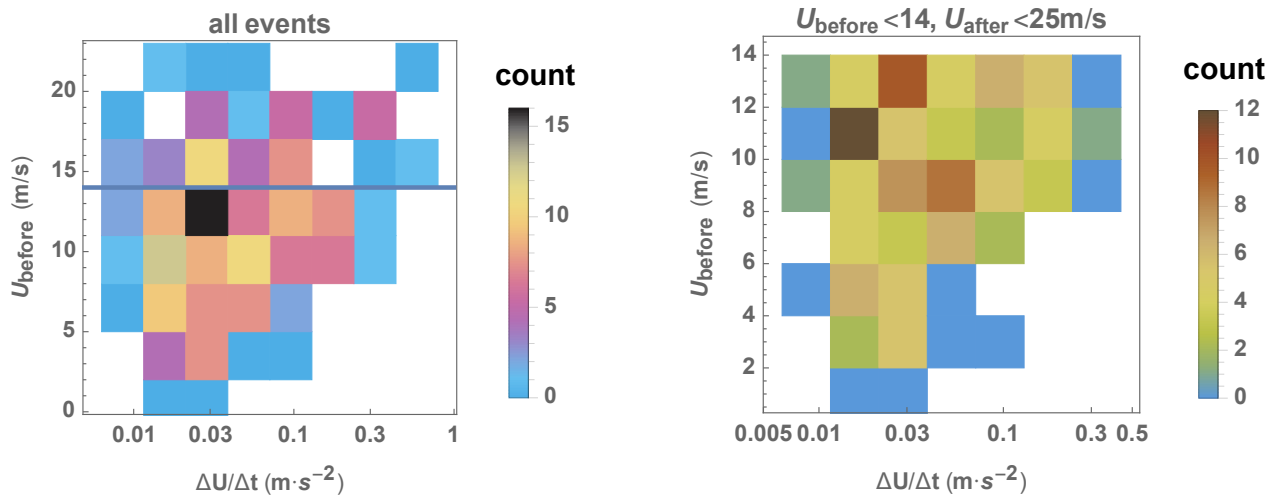 all events
20
15
10
5
0
U_before (m/s)
0.01 0.03 0.1 0.3 1
ΔU/Δt (m·s⁻²)
count
15
10
5
0
U_before <14, U_after <25m/s
14
12
10
8
6
4
2
U_before (m/s)
0.005 0.01 0.03 0.1 0.3 0.5
ΔU/Δt (m·s⁻²)
count
12
10
8
6
4
2
0